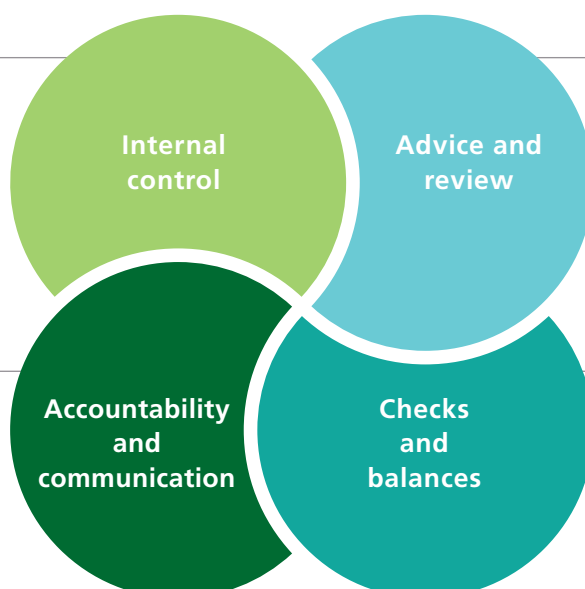 Internal
control
Advice and
review
Accountability
and
communication
Checks
and
balances